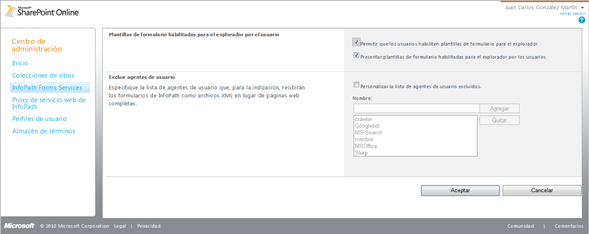 Microsoft
SharePoint Online
Juan Carlos González Martín
Cerrar sesión
Centro de administración
Inicio
Colecciones de sitios
InfoPath Forms Services
Proxy de servicio web de InfoPath
Perfiles de usuario
Almacén de términos
Plantillas de formulario habilitadas para el explorador por el usuario
Permitir que los usuarios habiliten plantillas de formulario para el explorador
Presentar plantillas de formulario habilitadas para el explorador por los usuarios
Excluir agentes de usuario
Especifique la lista de agentes de usuario que, para la indización, recibirán
los formularios de InfoPath como archivos XML en lugar de páginas web
completas.
Personalizar la lista de agentes de usuario excluidos.
Nombre:
Agregar
crawler
Googlebot
MS Search
msnbot
MSOffice
Slurp
Quitar
Aceptar
Cancelar
Microsoft © 2010 Microsoft Corporation Legal | Privacidad
Comunidad | Comentarios